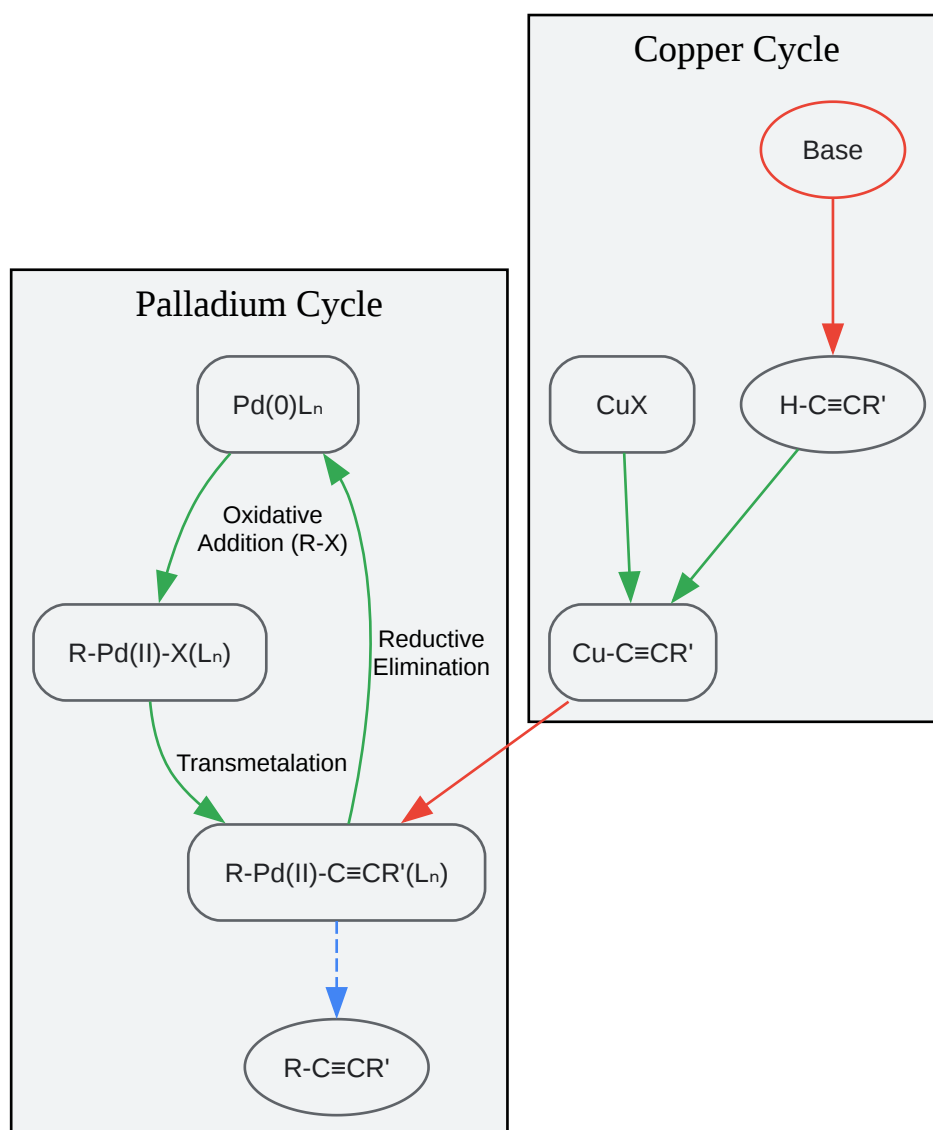 Copper Cycle
Base
CuX
H-C≡CR'
Cu-C≡CR'
Palladium Cycle
Pd(0)Lₙ
Oxidative
Addition (R-X)
R-Pd(II)-X(Lₙ)
Reductive
Elimination
Transmetalation
R-Pd(II)-C≡CR'(Lₙ)
R-C≡CR'